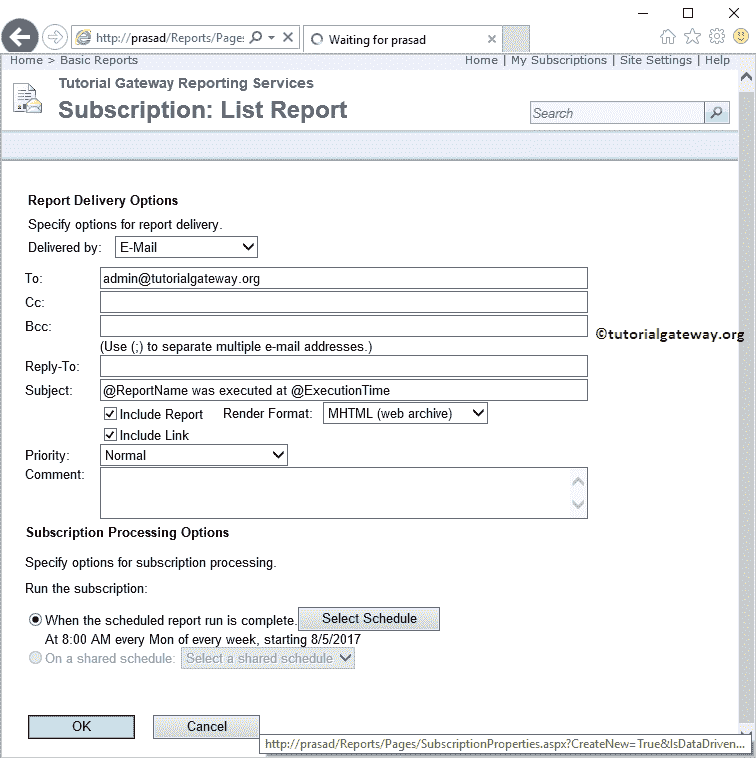 http://prasad/Reports/Page: Waiting for prasad
Home > Basic Reports Home | My Subscriptions | Site Settings | Help
Tutorial Gateway Reporting Services
Subscription: List Report
Search
Report Delivery Options
Specify options for report delivery.
Delivered by: E-Mail
To: admin@tutorialgateway.org
Cc:
Bcc:
©tutorialgateway.org
(Use (;) to separate multiple e-mail addresses.)
Reply-To:
Subject: @ReportName was executed at @ExecutionTime
Include Report Render Format: MHTML (web archive)
Include Link
Priority: Normal
Comment:
Subscription Processing Options
Specify options for subscription processing.
Run the subscription:
When the scheduled report run is complete. Select Schedule
At 8:00 AM every Mon of every week, starting 8/5/2017
On a shared schedule: Select a shared schedule
OK Cancel
http://prasad/Reports/Pages/SubscriptionProperties.aspx?CreateNew=True&IsDataDriven...